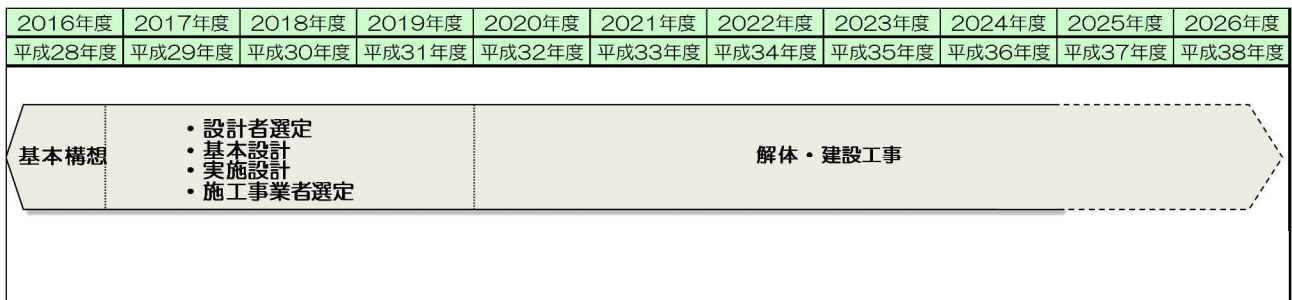 2016年度 2017年度 2018年度 2019年度 2020年度 2021年度 2022年度 2023年度 2024年度 2025年度 2026年度
平成28年度 平成29年度 平成30年度 平成31年度 平成32年度 平成33年度 平成34年度 平成35年度 平成36年度 平成37年度 平成38年度
基本構想
・設計者選定
・基本設計
・実施設計
・施工事業者選定
解体・建設工事